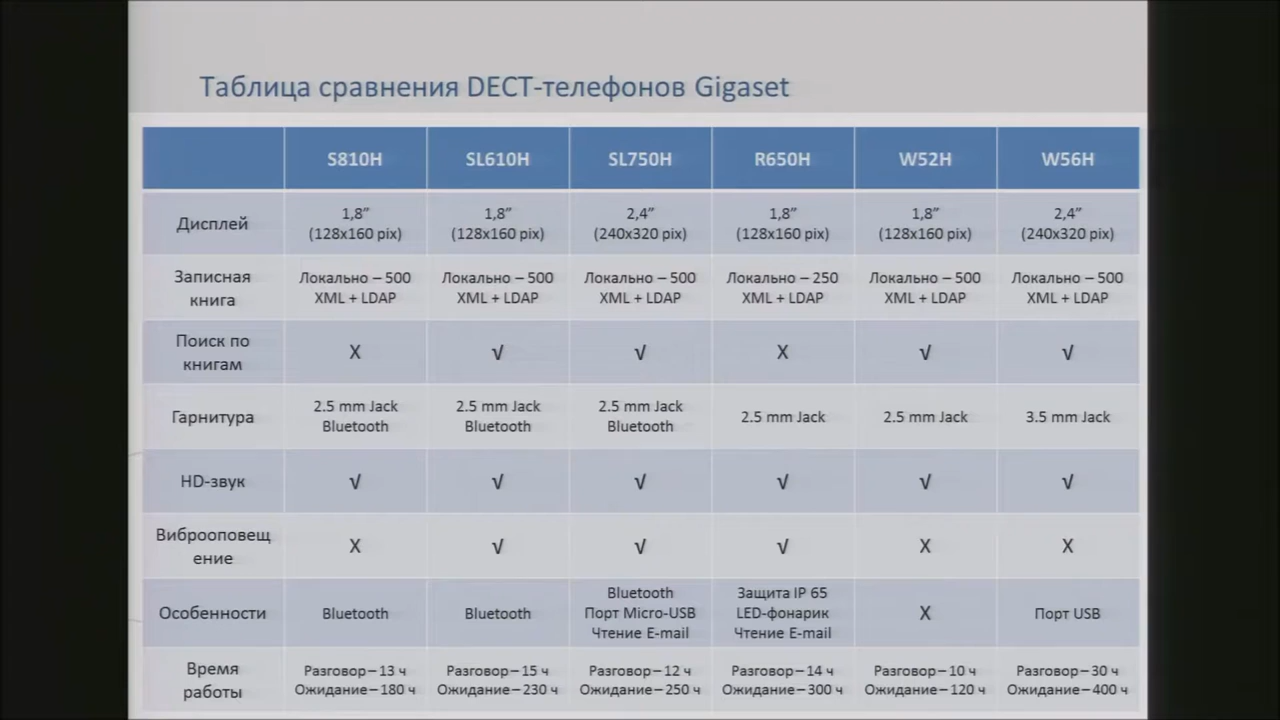 Таблица сравнения DECT-телефонов Gigaset
S810H SL610H SL750H R650H W52H W56H
Дисплей
1,8” 1,8” 2,4” 1,8” 1,8” 2,4”
(128x160 pix) (128x160 pix) (240x320 pix) (128x160 pix) (128x160 pix) (240x320 pix)
Записная
книга
Локально – 500 Локально – 500 Локально – 500 Локально – 250 Локально – 500 Локально – 500
XML + LDAP XML + LDAP XML + LDAP XML + LDAP XML + LDAP XML + LDAP
Поиск по
книгам
X √ √ X √ √
Гарнитура
2.5 mm Jack 2.5 mm Jack 2.5 mm Jack 2.5 mm Jack 2.5 mm Jack 3.5 mm Jack
Bluetooth Bluetooth Bluetooth
HD-звук √ √ √ √ √ √
Виброоповещ
ение
X √ √ √ X X
Особенности
Bluetooth Bluetooth
Bluetooth
Порт Micro-USB
Чтение E-mail
Защита IP 65
LED-фонарик
Чтение E-mail
X Порт USB
Время
работы
Разговор – 13 ч Разговор – 15 ч Разговор – 12 ч Разговор – 14 ч Разговор – 10 ч Разговор – 30 ч
Ожидание – 180 ч Ожидание – 230 ч Ожидание – 250 ч Ожидание – 300 ч Ожидание – 120 ч Ожидание – 400 ч